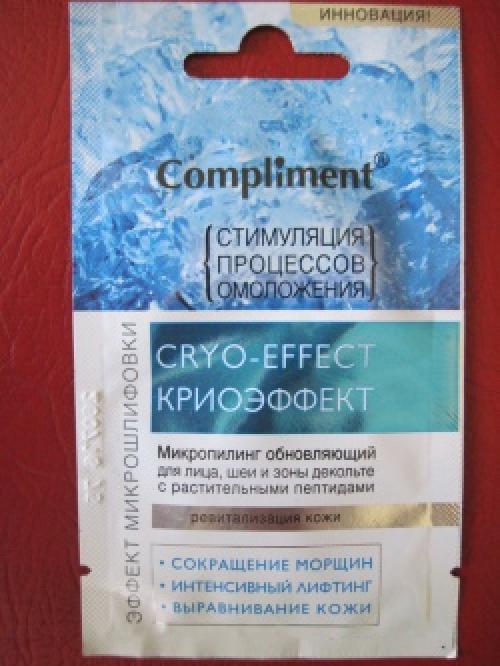 ИННОВАЦИЯ!
Compliment®
СТИМУЛЯЦИЯ
ПРОЦЕССОВ
ОМОЛОЖЕНИЯ
CRYO-EFFECT
КРИОЭФФЕКТ
Микропилинг обновляющий
для лица, шеи и зоны декольте
с растительными пептидами
ревитализация кожи
• СОКРАЩЕНИЕ МОРЩИН
• ИНТЕНСИВНЫЙ ЛИФТИНГ
• ВЫРАВНИВАНИЕ КОЖИ
ЭФФЕКТ МИКРОШЛИФОВКИ